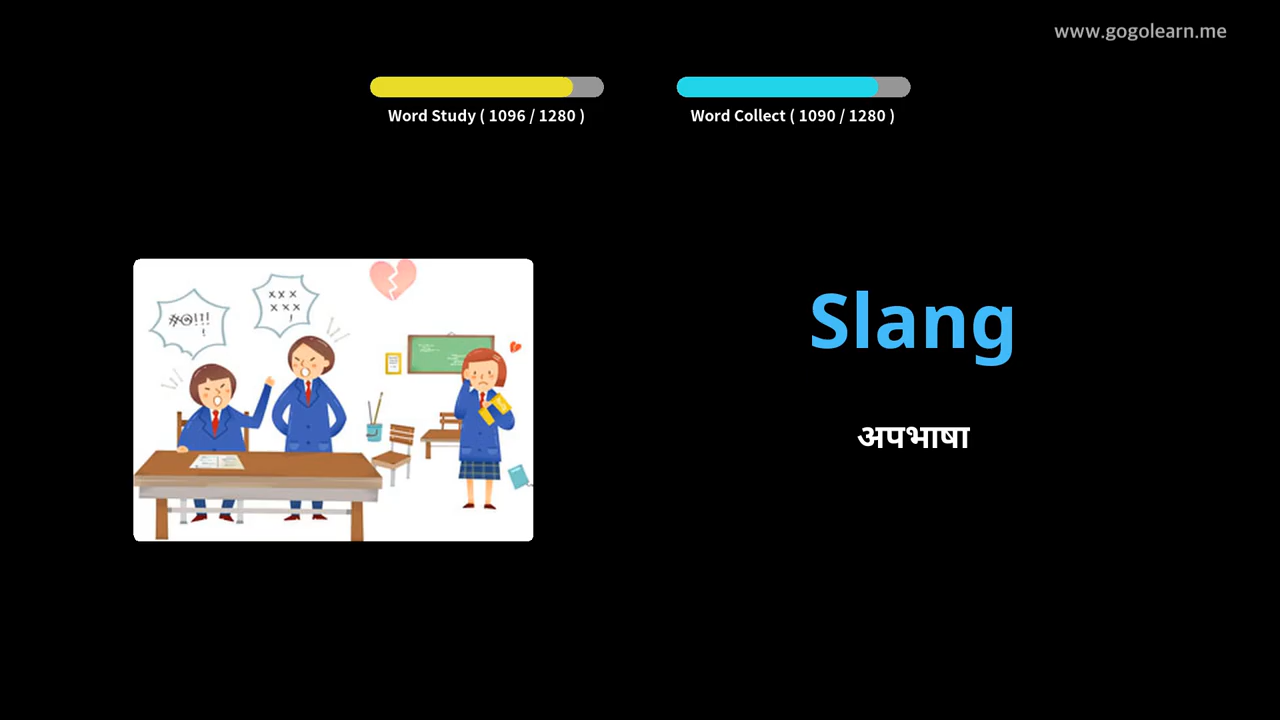 www.gogolearn.me
Word Study ( 1096 / 1280 )
Word Collect ( 1090 / 1280 )
#@!!!
!
x x x
x x x
!
Slang
अपभाषा